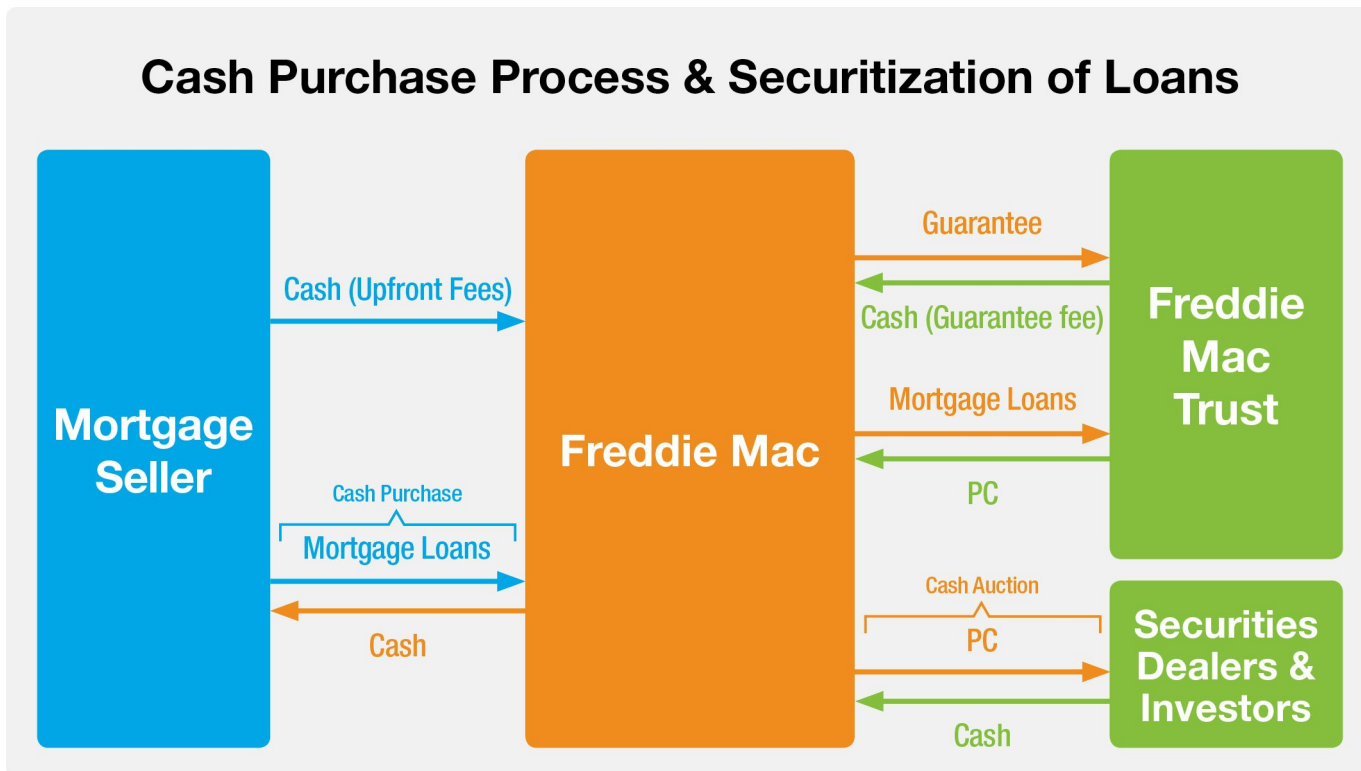 Cash Purchase Process & Securitization of Loans
Mortgage
Seller
Cash (Upfront Fees)
Cash Purchase
Mortgage Loans
Cash
Freddie Mac
Guarantee
Cash (Guarantee fee)
Mortgage Loans
PC
Cash Auction
PC
Cash
Freddie
Mac
Trust
Securities
Dealers &
Investors